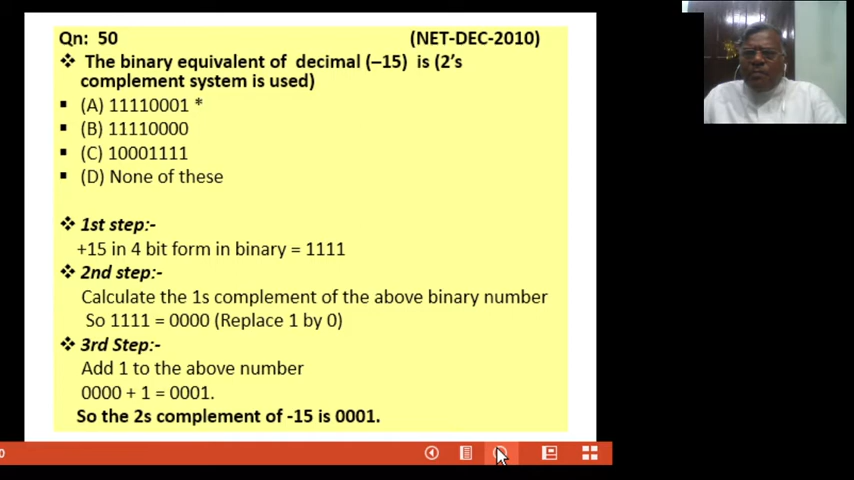 Qn: 50 (NET-DEC-2010)
❖ The binary equivalent of decimal (–15) is (2's
complement system is used)
▪ (A) 11110001 *
▪ (B) 11110000
▪ (C) 10001111
▪ (D) None of these
❖ 1st step:-
+15 in 4 bit form in binary = 1111
❖ 2nd step:-
Calculate the 1s complement of the above binary number
So 1111 = 0000 (Replace 1 by 0)
❖ 3rd Step:-
Add 1 to the above number
0000 + 1 = 0001.
So the 2s complement of -15 is 0001.
0